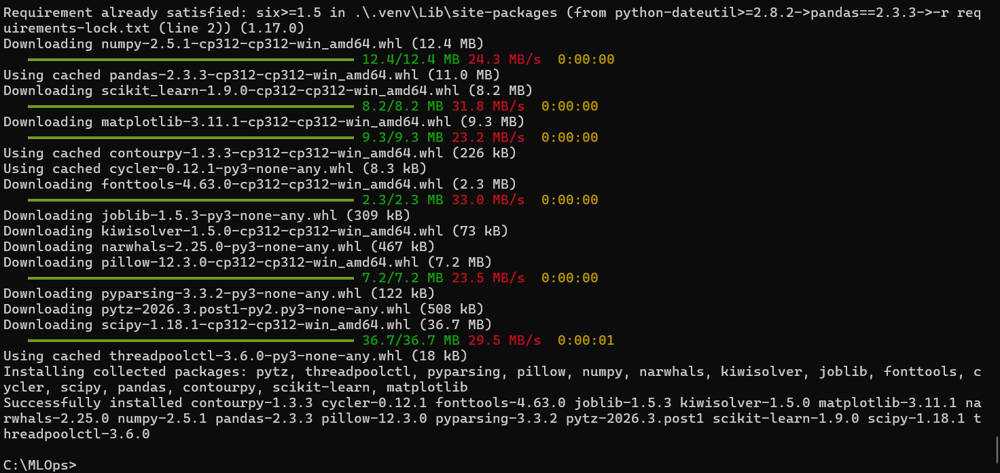 Requirement already satisfied: six>=1.5 in .\.venv\Lib\site-packages (from python-dateutil>=2.8.2->pandas==2.3.3->-r req
uirements-lock.txt (line 2)) (1.17.0)
Downloading numpy-2.5.1-cp312-cp312-win_amd64.whl (12.4 MB)
12.4/12.4 MB 24.3 MB/s  0:00:00
Using cached pandas-2.3.3-cp312-cp312-win_amd64.whl (11.0 MB)
Downloading scikit_learn-1.9.0-cp312-cp312-win_amd64.whl (8.2 MB)
8.2/8.2 MB 31.8 MB/s  0:00:00
Downloading matplotlib-3.11.1-cp312-cp312-win_amd64.whl (9.3 MB)
9.3/9.3 MB 23.2 MB/s  0:00:00
Using cached contourpy-1.3.3-cp312-cp312-win_amd64.whl (226 kB)
Using cached cycler-0.12.1-py3-none-any.whl (8.3 kB)
Downloading fonttools-4.63.0-cp312-cp312-win_amd64.whl (2.3 MB)
2.3/2.3 MB 33.0 MB/s  0:00:00
Downloading joblib-1.5.3-py3-none-any.whl (309 kB)
Downloading kiwisolver-1.5.0-cp312-cp312-win_amd64.whl (73 kB)
Downloading narwhals-2.25.0-py3-none-any.whl (467 kB)
Downloading pillow-12.3.0-cp312-cp312-win_amd64.whl (7.2 MB)
7.2/7.2 MB 23.5 MB/s  0:00:00
Downloading pyparsing-3.3.2-py3-none-any.whl (122 kB)
Downloading pytz-2026.3.post1-py2.py3-none-any.whl (508 kB)
Downloading scipy-1.18.1-cp312-cp312-win_amd64.whl (36.7 MB)
36.7/36.7 MB 29.5 MB/s  0:00:01
Using cached threadpoolctl-3.6.0-py3-none-any.whl (18 kB)
Installing collected packages: pytz, threadpoolctl, pyparsing, pillow, numpy, narwhals, kiwisolver, joblib, fonttools, c
ycler, scipy, pandas, contourpy, scikit-learn, matplotlib
Successfully installed contourpy-1.3.3 cycler-0.12.1 fonttools-4.63.0 joblib-1.5.3 kiwisolver-1.5.0 matplotlib-3.11.1 na
rwhals-2.25.0 numpy-2.5.1 pandas-2.3.3 pillow-12.3.0 pyparsing-3.3.2 pytz-2026.3.post1 scikit-learn-1.9.0 scipy-1.18.1 t
hreadpoolctl-3.6.0
C:\MLOps>